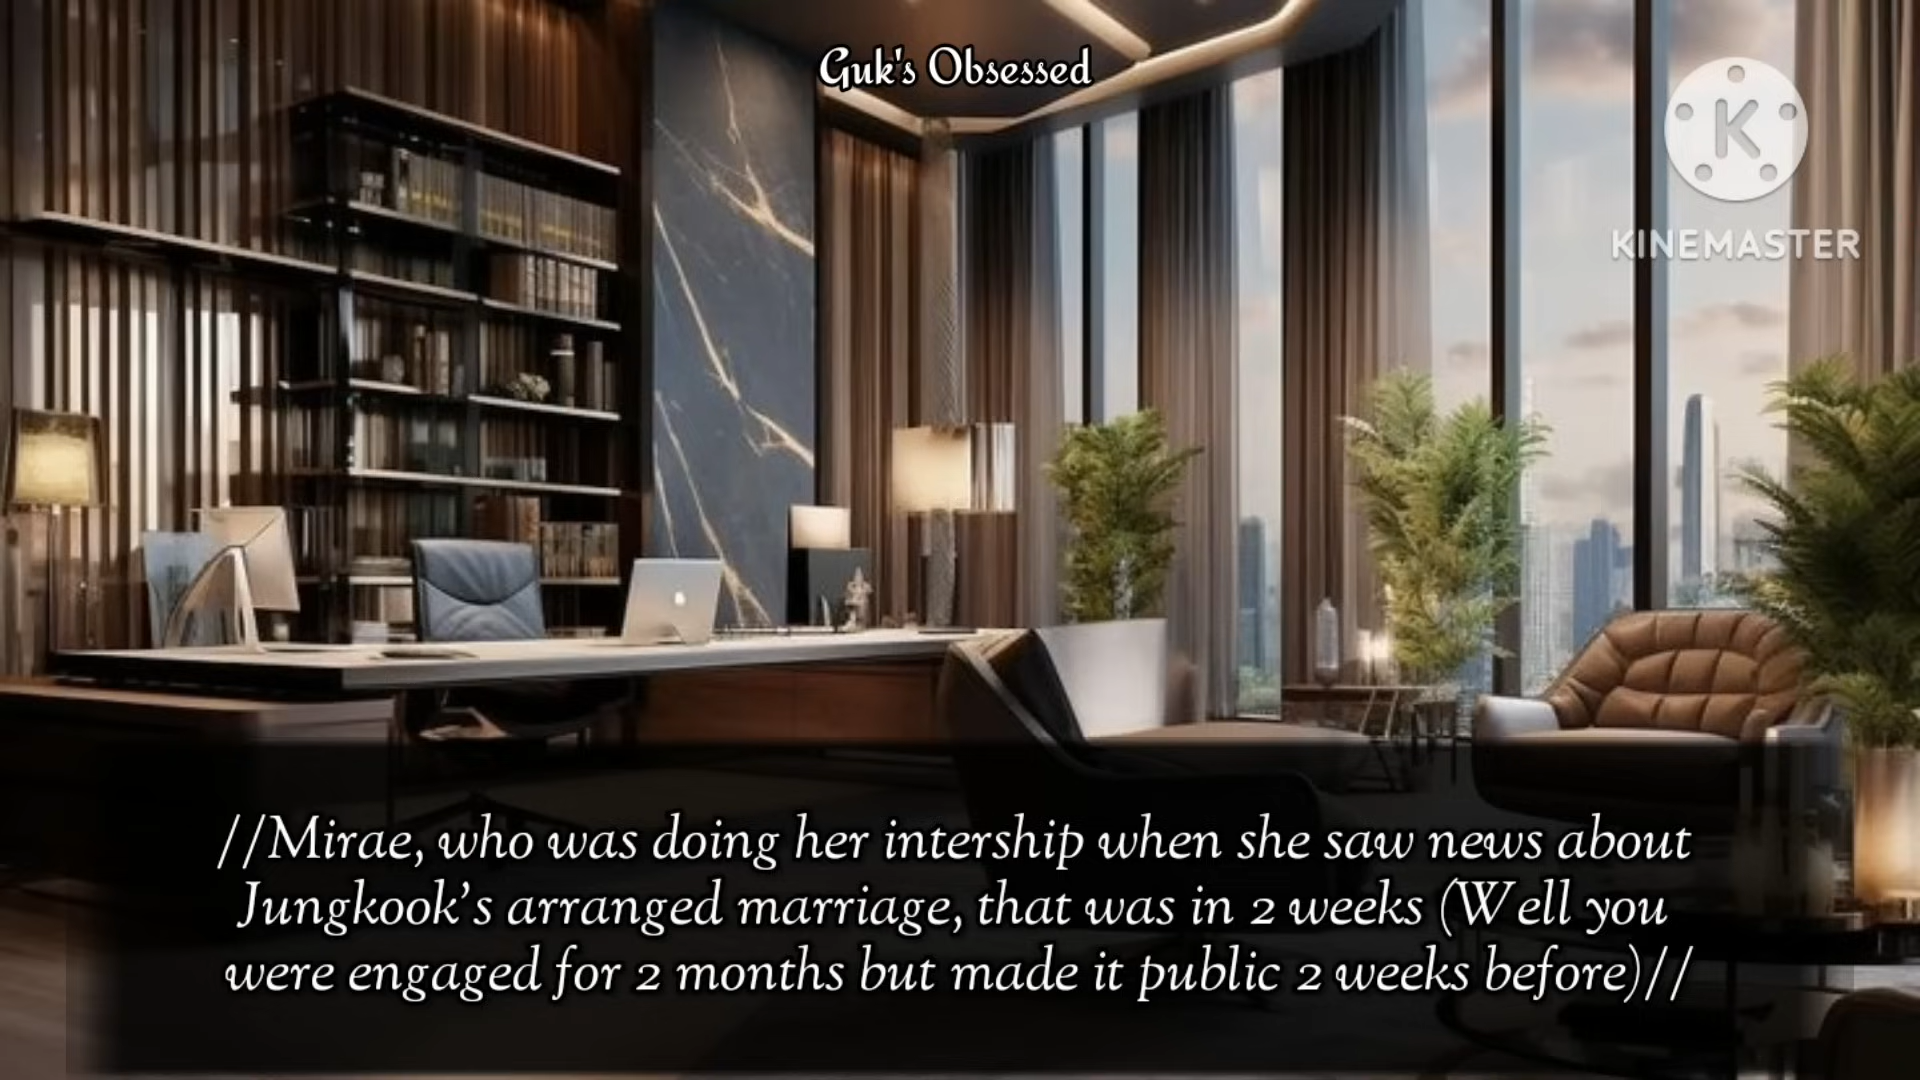 Guk's Obsessed
K
KINEMASTER
//Mirae, who was doing her intership when she saw news about
Jungkook's arranged marriage, that was in 2 weeks (Well you
were engaged for 2 months but made it public 2 weeks before)//